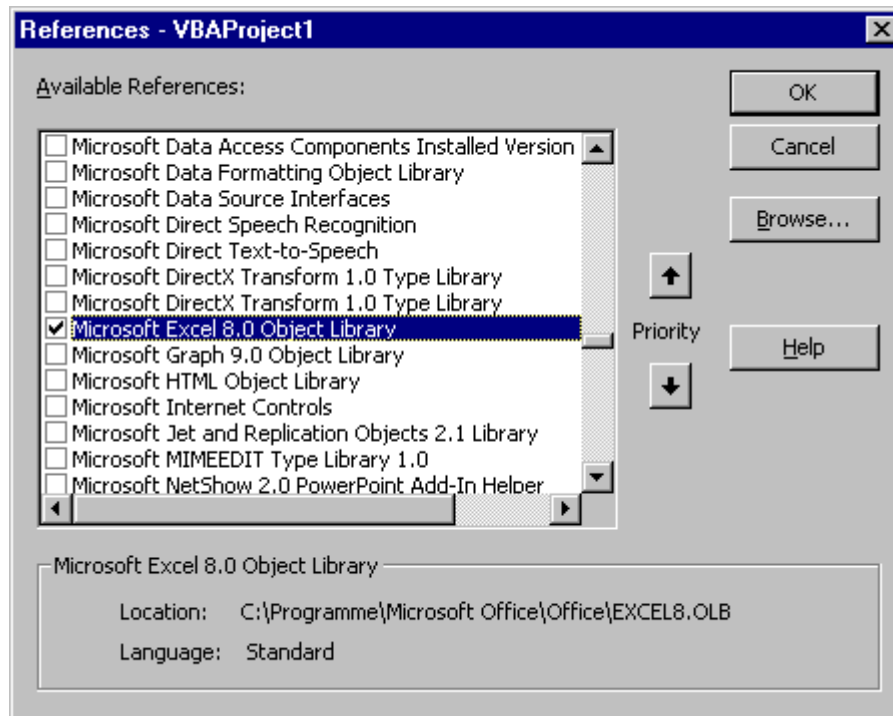 References - VBAProject1
Available References:
Microsoft Data Access Components Installed Version
Microsoft Data Formatting Object Library
Microsoft Data Source Interfaces
Microsoft Direct Speech Recognition
Microsoft Direct Text-to-Speech
Microsoft DirectX Transform 1.0 Type Library
Microsoft DirectX Transform 1.0 Type Library
Microsoft Excel 8.0 Object Library
Microsoft Graph 9.0 Object Library
Microsoft HTML Object Library
Microsoft Internet Controls
Microsoft Jet and Replication Objects 2.1 Library
Microsoft MIMEEDIT Type Library 1.0
Microsoft NetShow 2.0 PowerPoint Add-In Helper
Priority
OK
Cancel
Browse...
Help
Microsoft Excel 8.0 Object Library
Location: C:\Programme\Microsoft Office\Office\EXCEL8.OLB
Language: Standard